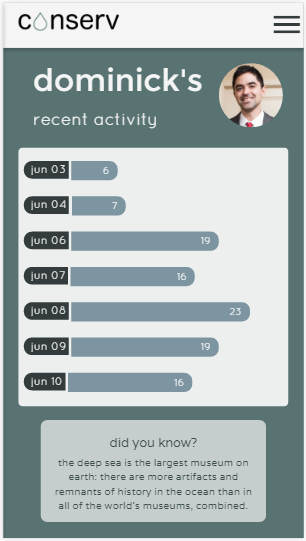 conserv
dominick's
recent activity
jun 03 6
jun 04 7
jun 06 19
jun 07 16
jun 08 23
jun 09 19
jun 10 16
did you know?
the deep sea is the largest museum on
earth: there are more artifacts and
remnants of history in the ocean than in
all of the world's museums, combined.